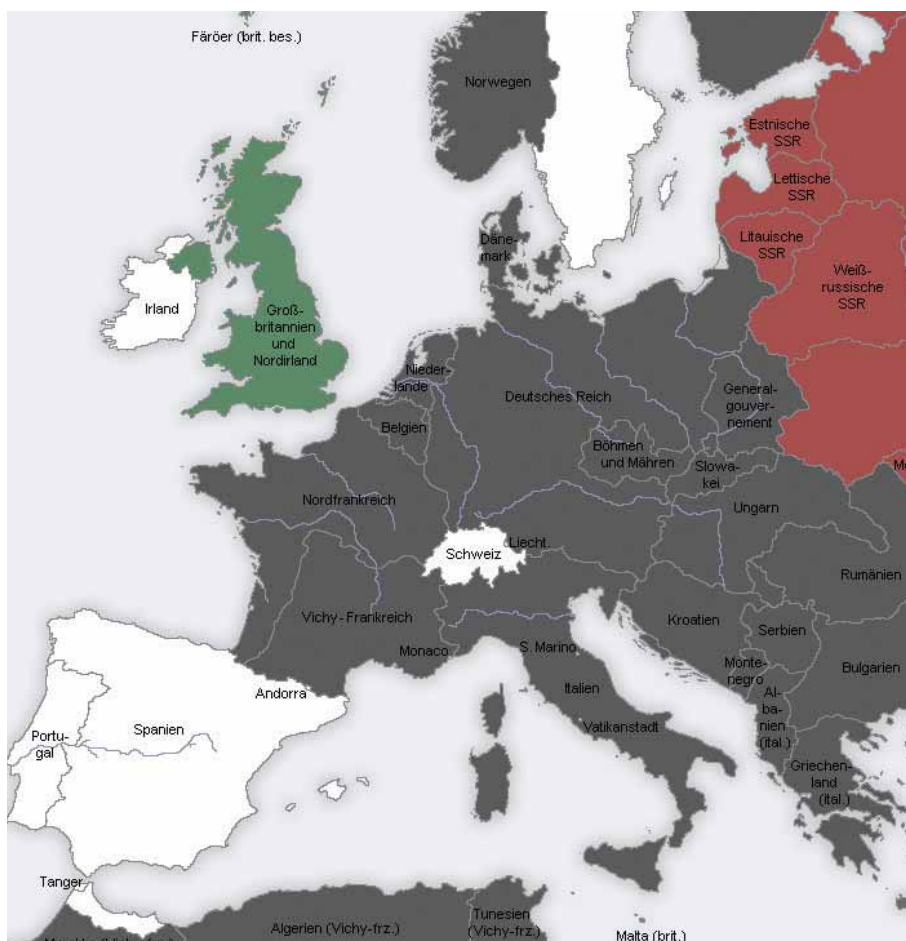 Färöer (brit. bes.)
Norwegen
Estnische
SSR
Lettische
SSR
Litauische
SSR
Weiß-
russische
SSR
Däne-
mark
Irland
Groß-
britannien
und
Nordirland
Nieder-
lande
Deutsches Reich
General-
gouver-
nement
Belgien
Böhmen
und Mähren
Slowa-
kei
Nordfrankreich
Ungarn
Schweiz
Liecht.
Rumänien
Vichy-Frankreich
Kroatien
Serbien
Monaco
S. Marino
Monte-
negro
Bulgarien
Andorra
Italien
Al-
ba-
nien
(ital.)
Portu-
gal
Spanien
Vatikanstadt
Griechen-
land
(ital.)
Tanger
Algerien (Vichy-frz.)
Tunesien
(Vichy-frz.)
Malta (brit.)